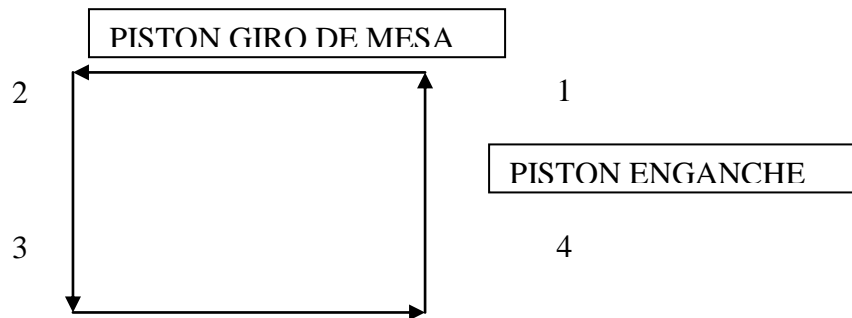 PISTON GIRO DE MESA
2 1
PISTON ENGANCHE
3 4